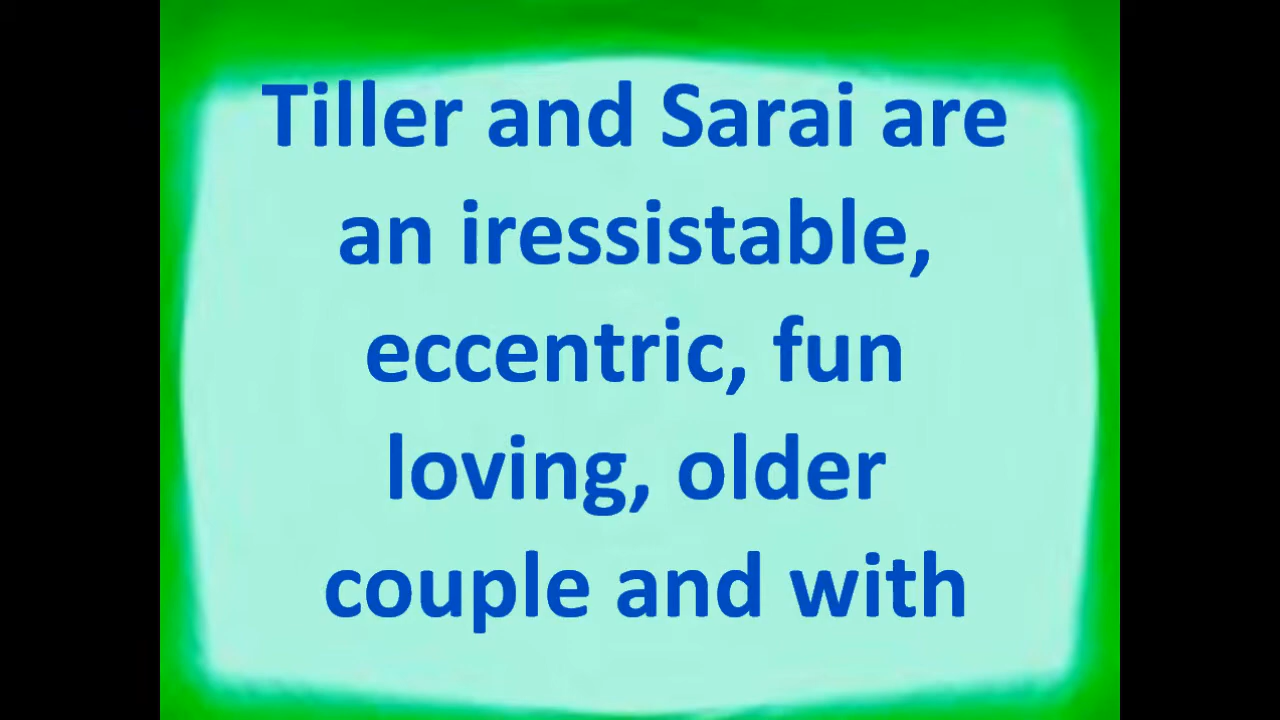 Tiller and Sarai are
an iressistable,
eccentric, fun
loving, older
couple and with